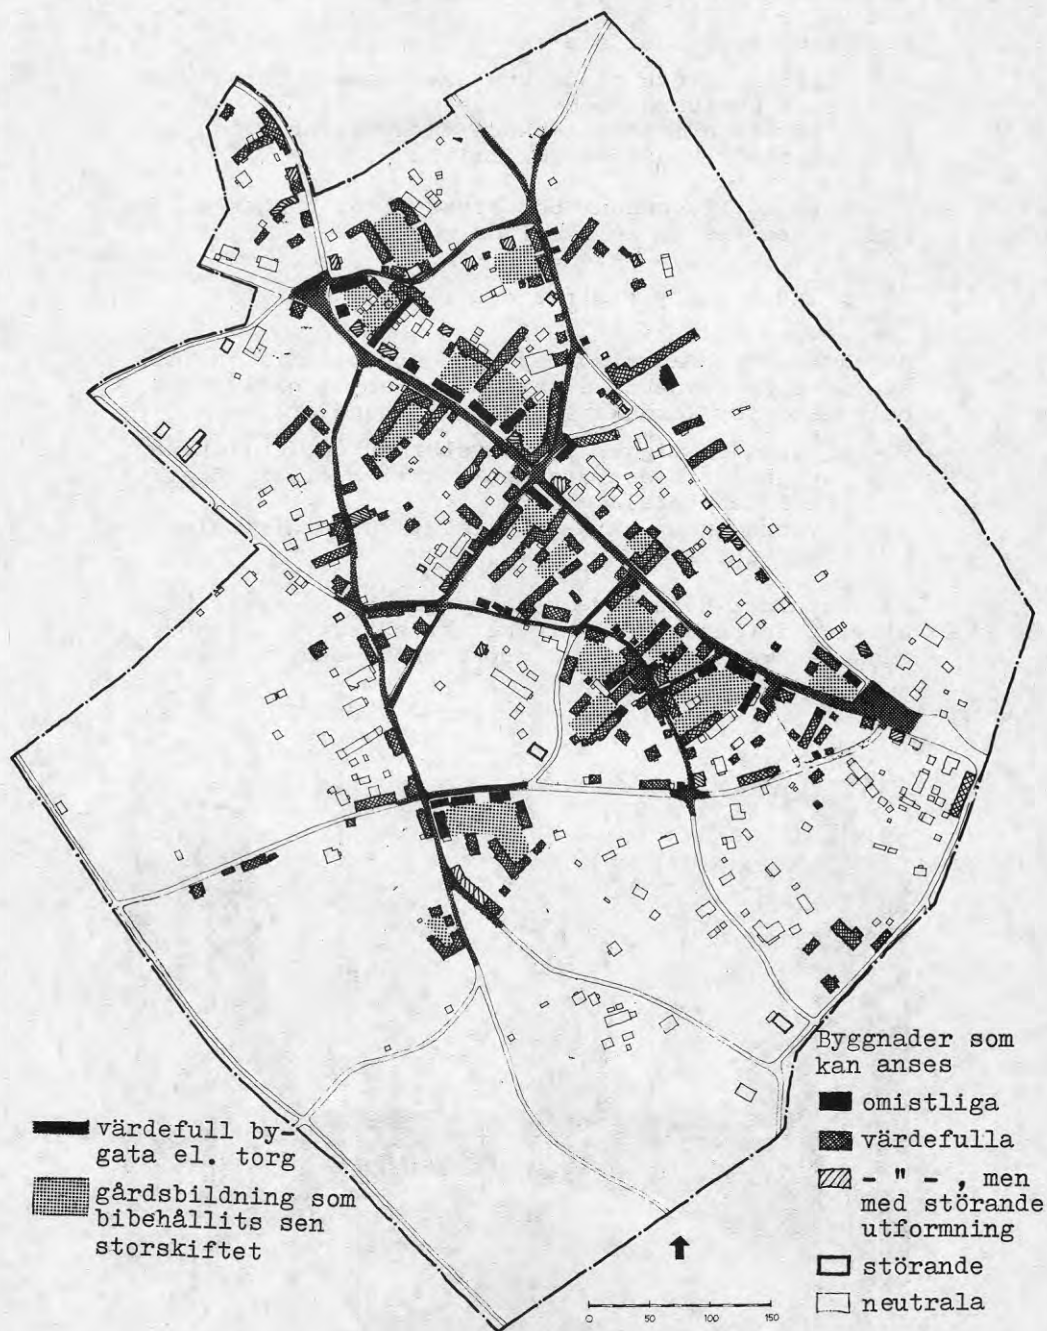 värdefull by-
gata el. torg
gårdsbildning som
bibehållits sen
storskiftet
Byggnader som
kan anses
omistliga
värdefulla
- " - , men
med störande
utformning
störande
neutrala
0 50 100 150